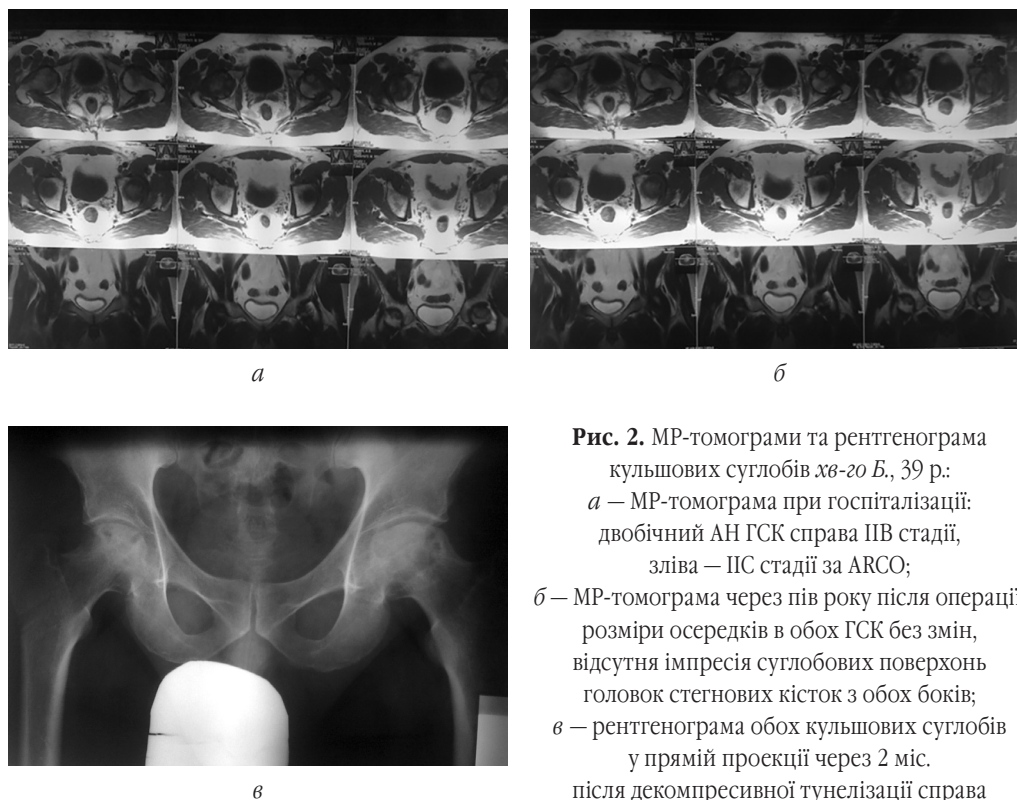 а
б
Рис. 2. МР-томограми та рентгенограма
кульшових суглобів хв-го Б., 39 р.:
а — МР-томограма при госпіталізації:
двобічний АН ГСК справа IIB стадії,
зліва — IIC стадії за ARCO;
б — МР-томограма через пів року після операції
розміри осередків в обох ГСК без змін,
відсутня імпресія суглобових поверхонь
головок стегнових кісток з обох боків;
в — рентгенограма обох кульшових суглобів
у прямій проекції через 2 міс.
після декомпресивної тунелізації справа
в